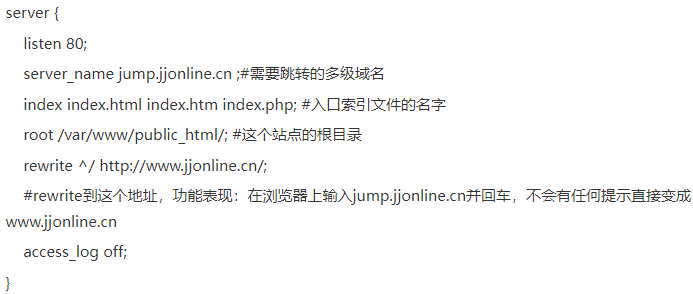 server {
listen 80;
server_name jump.jjonline.cn ;#需要跳转的多级域名
index index.html index.htm index.php; #入口索引文件的名字
root /var/www/public_html/; #这个站点的根目录
rewrite ^/ http://www.jjonline.cn/;
#rewrite到这个地址，功能表现：在浏览器上输入jump.jjonline.cn并回车，不会有任何提示直接变成
www.jjonline.cn
access_log off;
}